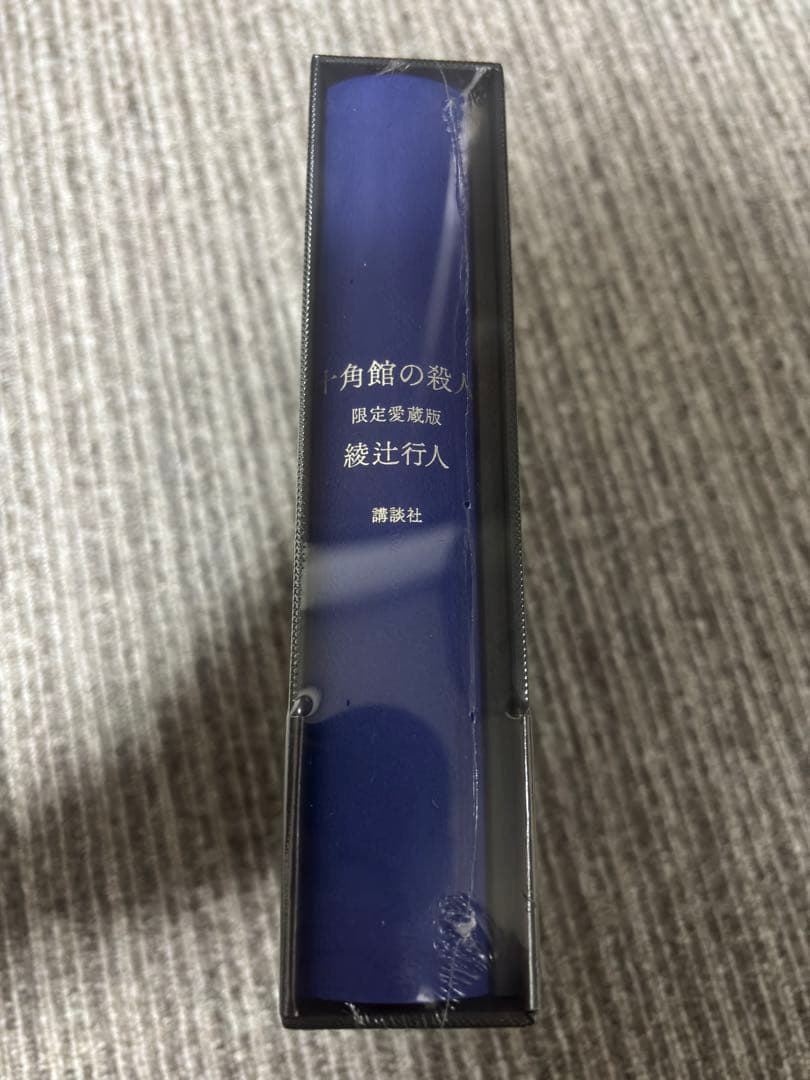 十角館の殺人
限定愛蔵版
綾辻行人
講談社